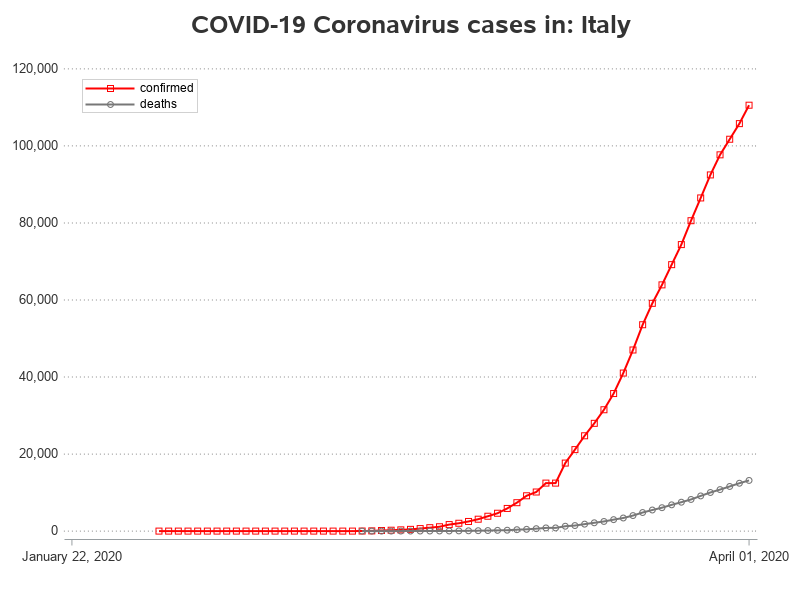 COVID-19 Coronavirus cases in: Italy
120,000
confirmed
deaths
100,000
80,000
60,000
40,000
20,000
0
January 22, 2020
April 01, 2020